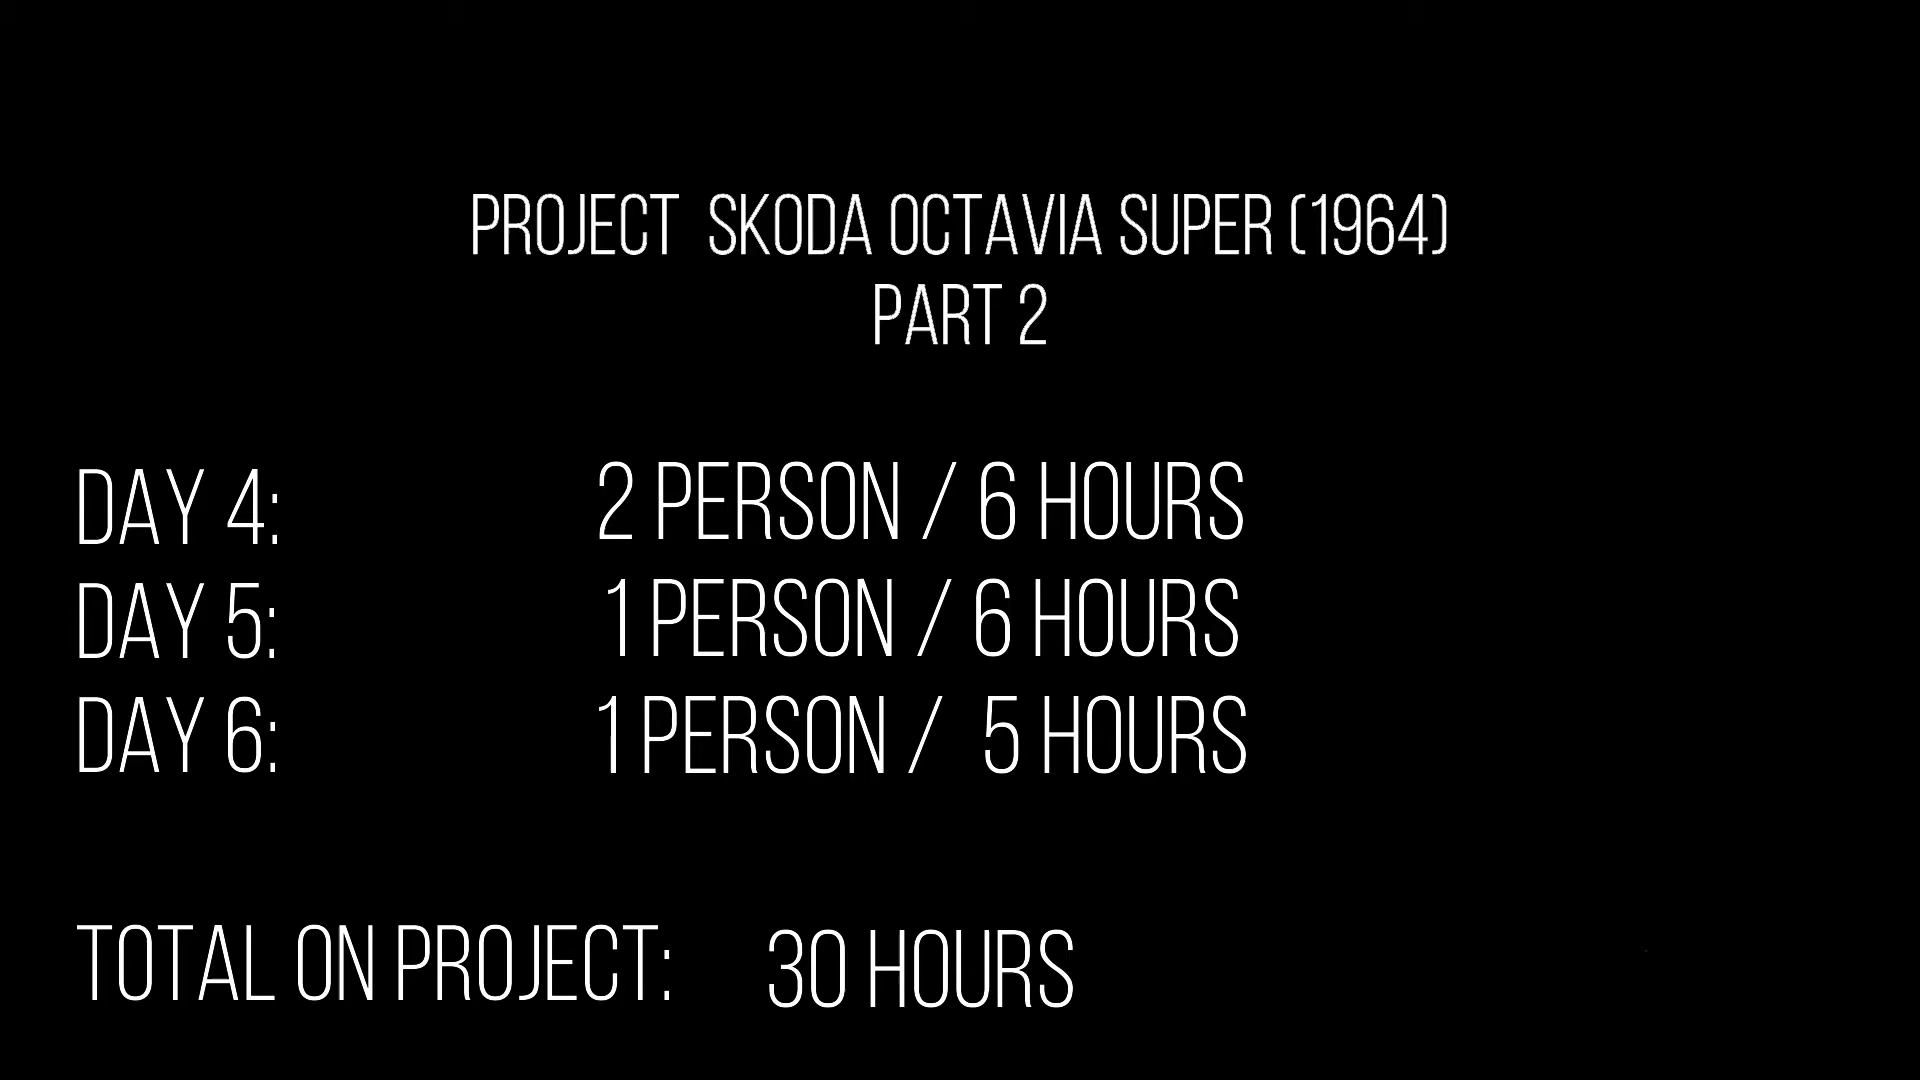 PROJECT SKODA OCTAVIA SUPER (1964)
PART 2
DAY 4: 2 PERSON / 6 HOURS
DAY 5: 1 PERSON / 6 HOURS
DAY 6: 1 PERSON / 5 HOURS
TOTAL ON PROJECT: 30 HOURS